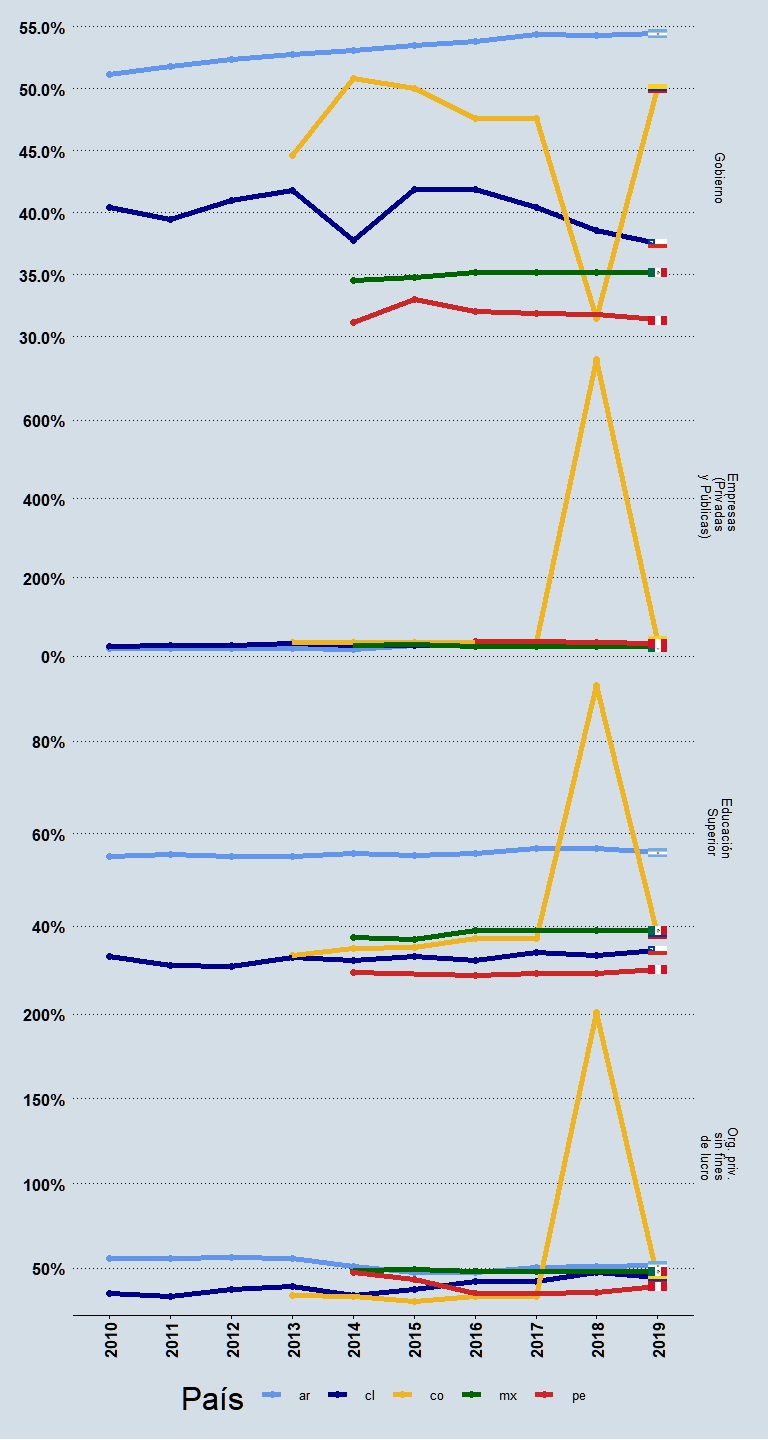 55.0%
50.0%
45.0%
40.0%
35.0%
30.0%
Gobierno
600%
400%
200%
0%
Empresas
(Privadas
y Públicas)
80%
60%
40%
Educación
Superior
200%
150%
100%
50%
Org. priv.
sin fines
de lucro
2010 2011 2012 2013 2014 2015 2016 2017 2018 2019
País ar cl co mx pe